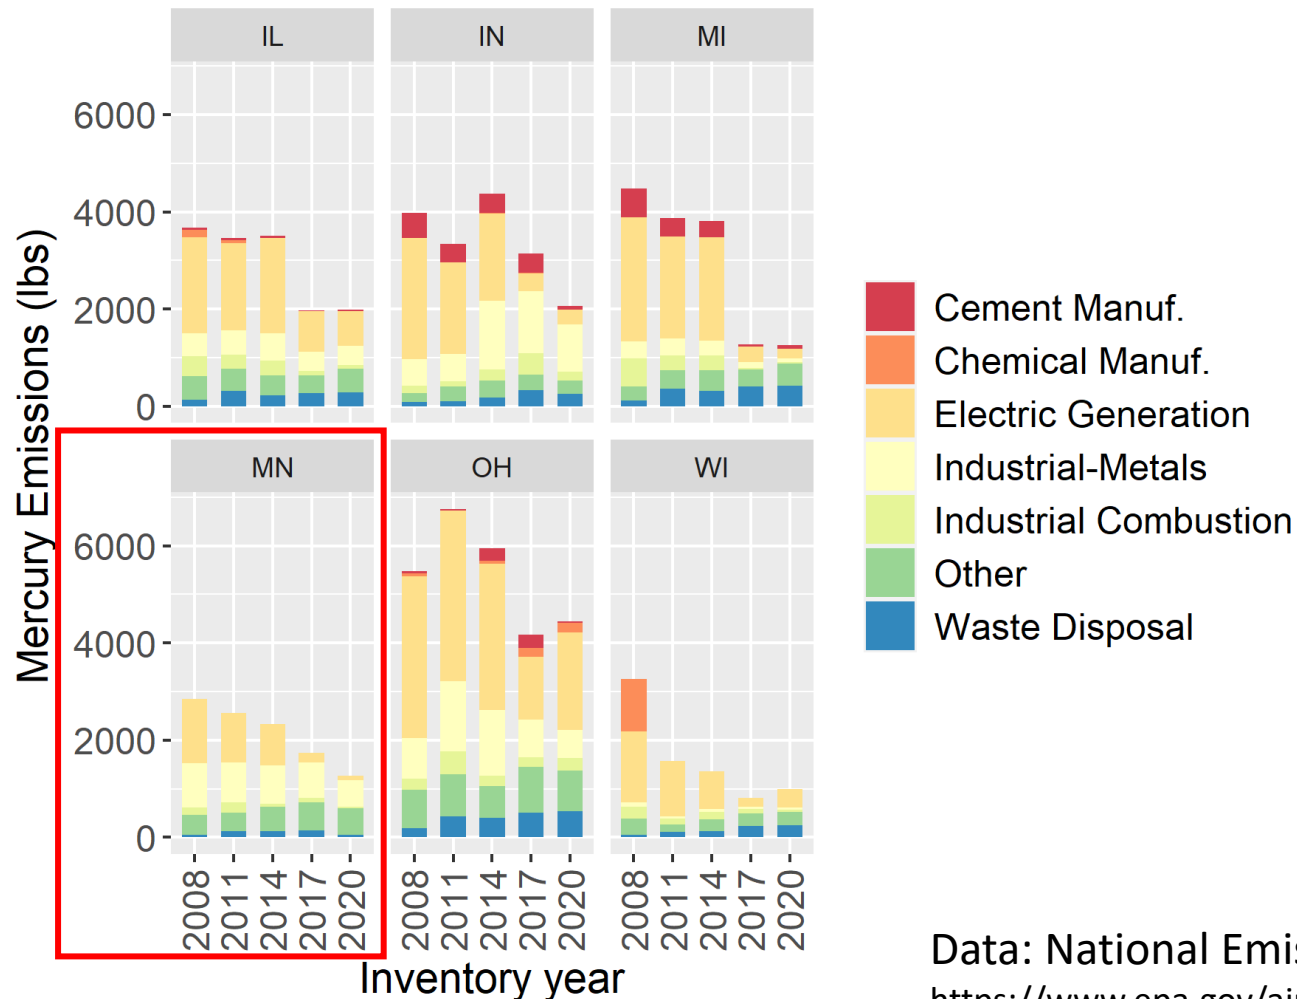 IL
IN
MI
6000
4000
2000
0
MN
OH
WI
6000
4000
2000
0
Mercury Emissions (lbs)
2008
2011
2014
2017
2020
2008
2011
2014
2017
2020
2008
2011
2014
2017
2020
Inventory year
Cement Manuf.
Chemical Manuf.
Electric Generation
Industrial-Metals
Industrial Combustion
Other
Waste Disposal
Data: National